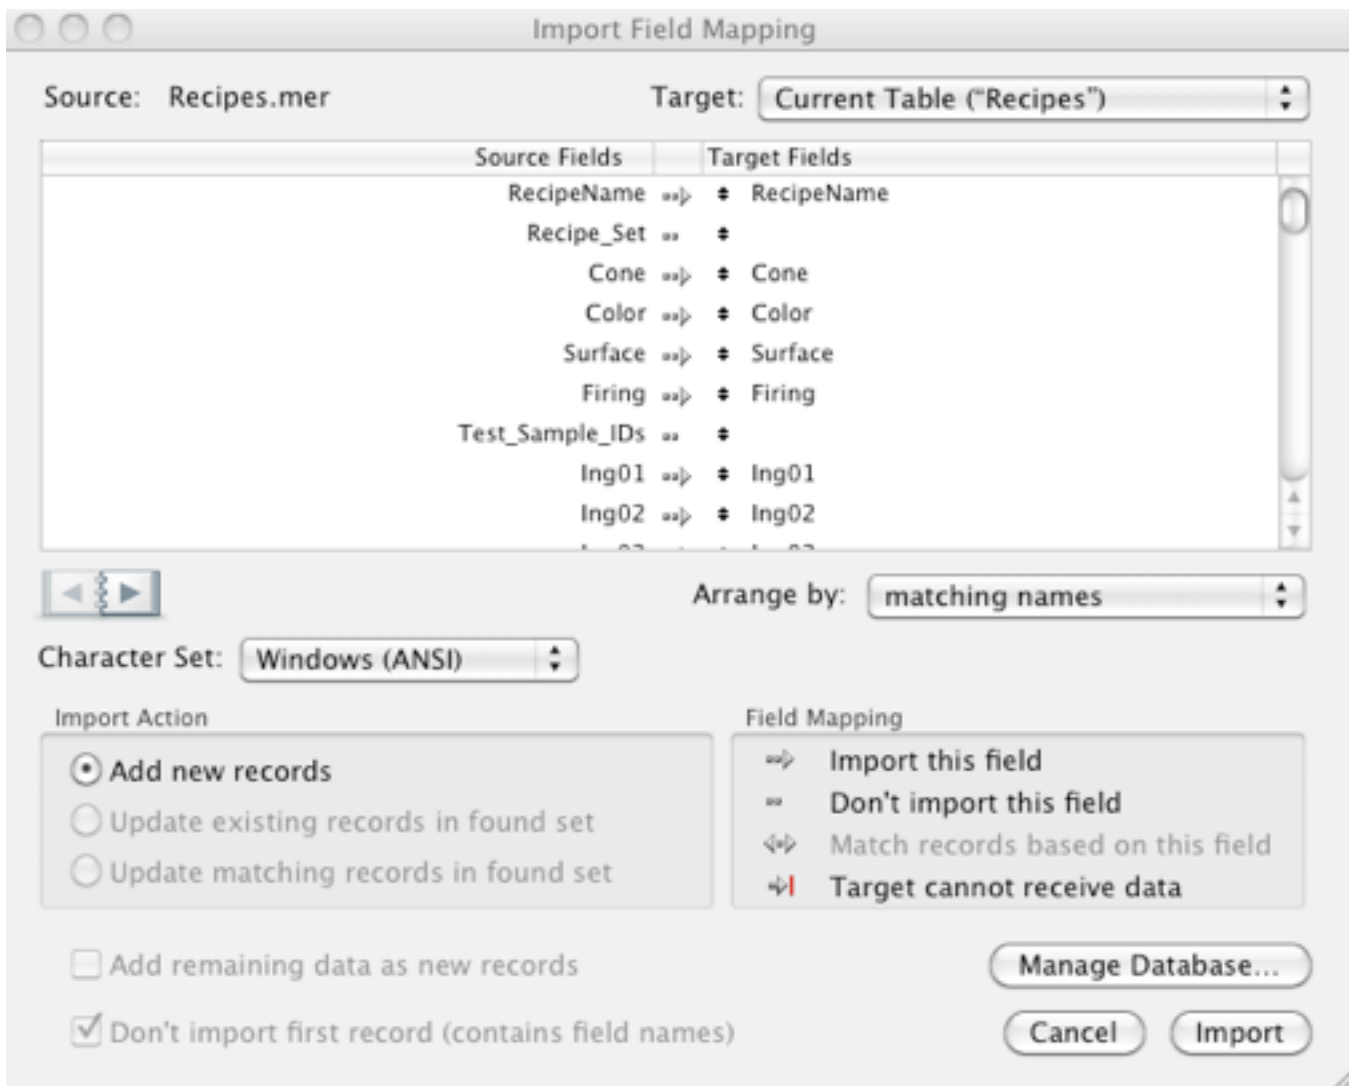 Import Field Mapping
Source: Recipes.mer Target: Current Table ("Recipes")
Source Fields Target Fields
RecipeName RecipeName
Recipe_Set
Cone Cone
Color Color
Surface Surface
Firing Firing
Test_Sample_IDs
Ing01 Ing01
Ing02 Ing02
Arrange by: matching names
Character Set: Windows (ANSI)
Import Action
Add new records
Update existing records in found set
Update matching records in found set
Field Mapping
Import this field
Don't import this field
Match records based on this field
Target cannot receive data
Add remaining data as new records
Manage Database...
Don't import first record (contains field names)
Cancel Import